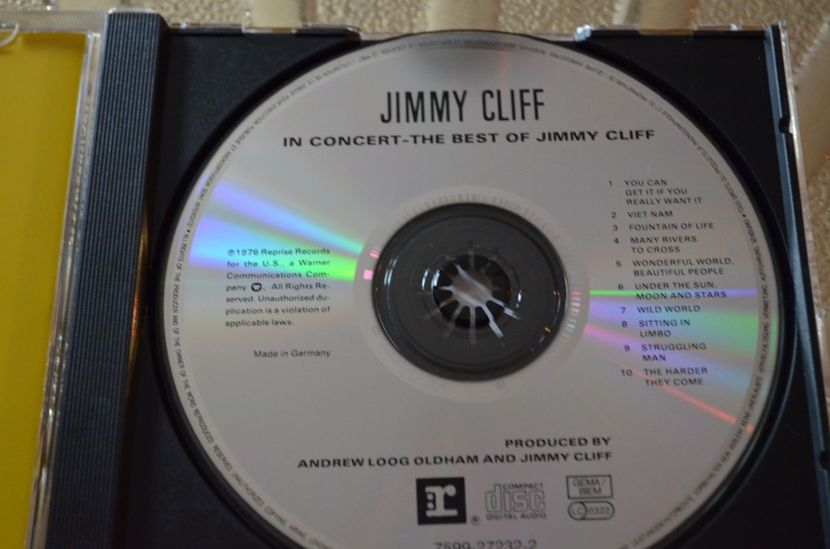 JIMMY CLIFF
IN CONCERT-THE BEST OF JIMMY CLIFF
1 YOU CAN
GET IT IF YOU
REALLY WANT IT
2 VIET NAM
3 FOUNTAIN OF LIFE
4 MANY RIVERS
TO CROSS
5 WONDERFUL WORLD,
BEAUTIFUL PEOPLE
6 UNDER THE SUN,
MOON AND STARS
7 WILD WORLD
8 SITTING IN
LIMBO
9 STRUGGLING
MAN
10 THE HARDER
THEY COME
℗1976 Reprise Records
for the U.S., a Warner
Communications Com-
pany. All Rights Re-
served. Unauthorized du-
plication is a violation of
applicable laws.
Made in Germany
PRODUCED BY
ANDREW LOOG OLDHAM AND JIMMY CLIFF
r ®
COMPACT
disc
DIGITAL AUDIO
GEMA/
BIEM
LC 0322
7599-27232-2